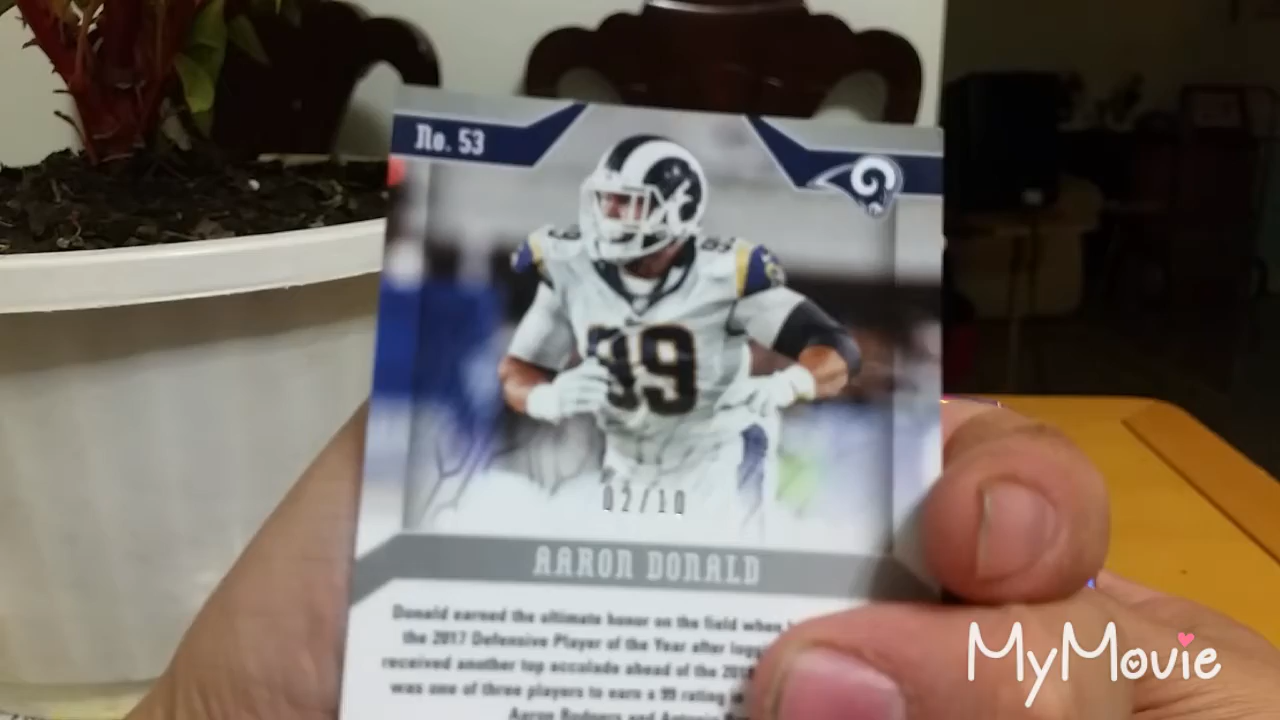 No. 53
99
02/10
AARON DONALD
Donald earned the ultimate honor on the field when
the 2017 Defensive Player of the Year after
received another top accolade ahead of the
was one of three players to earn a 99 rating
Aaron Rodgers and Antonio
MyMovie